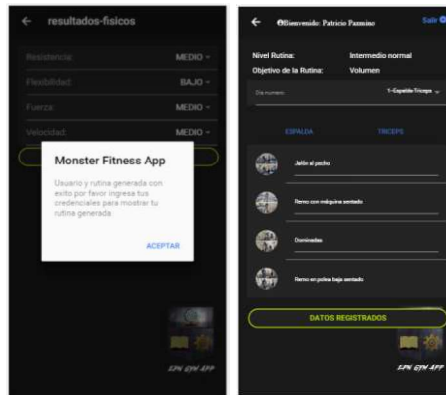 resultados-fisicos
Resistencia: MEDIO
Flexibilidad: BAJO
Fuerza: MEDIO
Velocidad: MEDIO
Monster Fitness App
Usuario y rutina generada con
exito por favor ingresa tus
credenciales para mostrar tu
rutina generada
ACEPTAR
EPN GYM APP
Bienvenido: Patricio Pazmino Salir
Nivel Rutina: Intermedio normal
Objetivo de la Rutina: Volumen
Dia numero: 1-Espalda-Triceps
ESPALDA TRICEPS
Jalón al pecho
Remo con máquina sentado
Dominadas
Remo en polea baja sentado
DATOS REGISTRADOS
EPN GYM APP